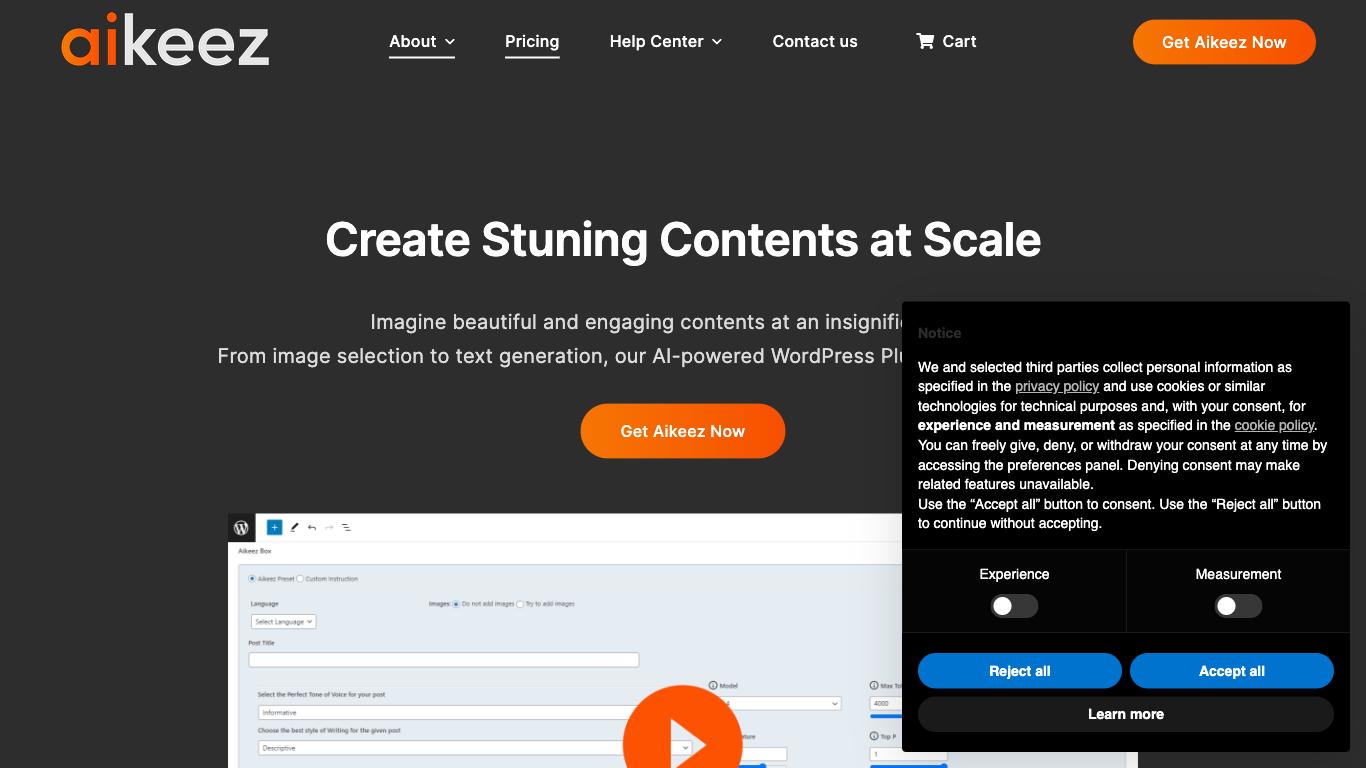 aikeez
About
Pricing
Help Center
Contact us
Cart
Get Aikeez Now
Create Stuning Contents at Scale
Imagine beautiful and engaging contents at an
From image selection to text generation, our AI-powered WordPress
Get Aikeez Now
Notice
We and selected third parties collect personal information as
specified in the privacy policy and use cookies or similar
technologies for technical purposes and, with your consent, for
experience and measurement as specified in the cookie policy.
You can freely give, deny, or withdraw your consent at any time by
accessing the preferences panel. Denying consent may make
related features unavailable.
Use the “Accept all” button to consent. Use the “Reject all” button
to continue without accepting.
Experience
Measurement
Reject all
Accept all
Learn more
Aikeez Box
Aikeez Preset
Custom Instruction
Language
Images:
Do not add images
Try to add images
Select Language
Post Title
Select the Perfect Tone of Voice for your post
Informative
Choose the best style of Writing for the given post
Descriptive
Model
4
Max
4000
Top P
1